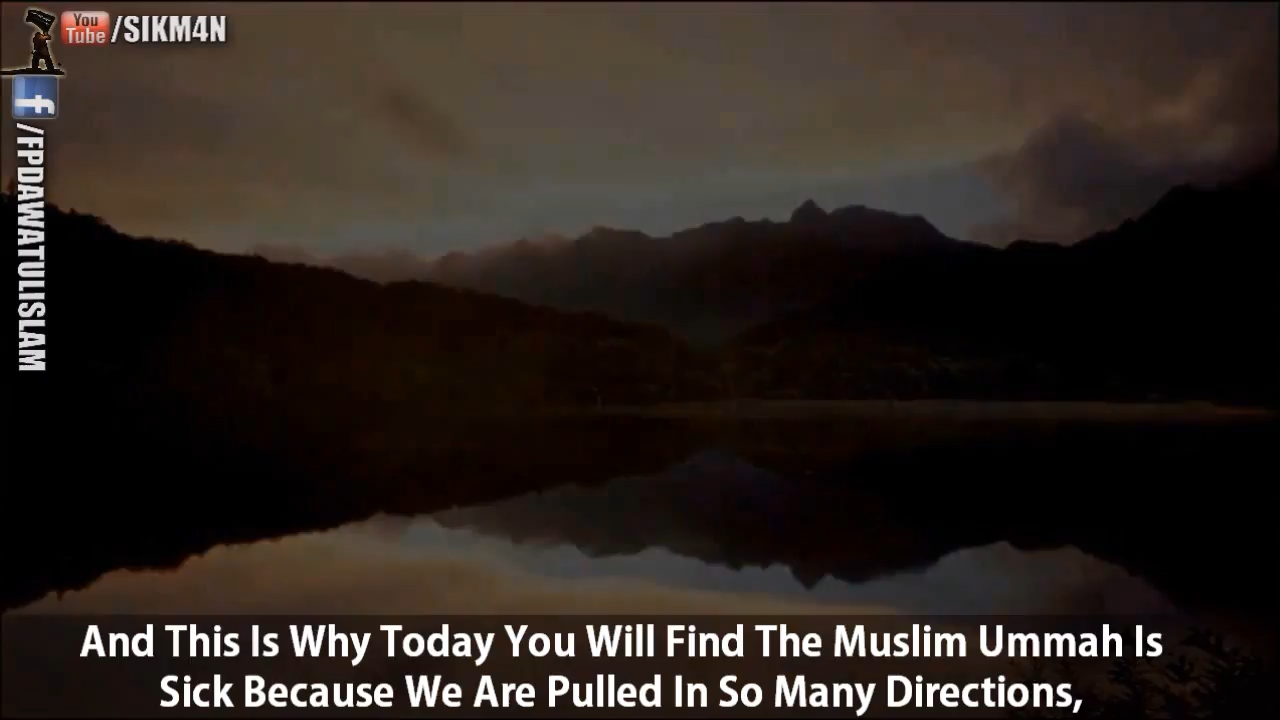 You
Tube /SIKM4N
f
/FPDAWATULISLAM
And This Is Why Today You Will Find The Muslim Ummah Is
Sick Because We Are Pulled In So Many Directions,